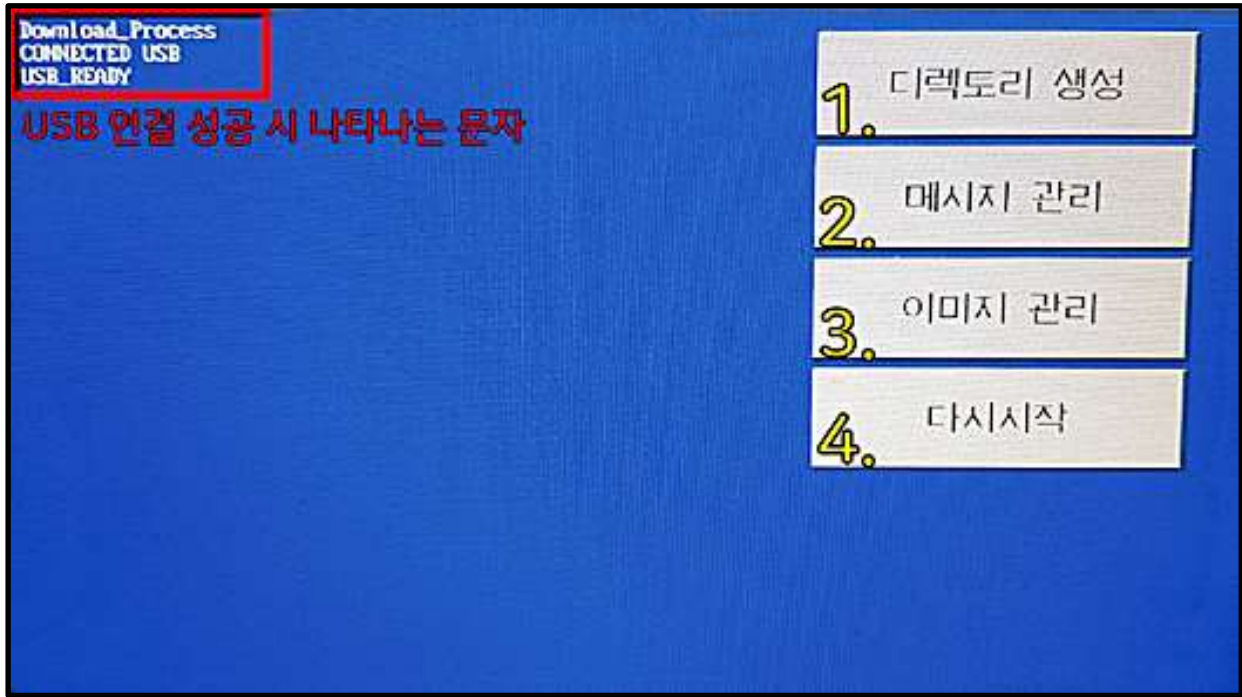 Download_Process
CONNECTED USB
USB_READY
USB 연결 성공 시 나타나는 문자
1. 디렉토리 생성
2. 메시지 관리
3. 이미지 관리
4. 다시시작